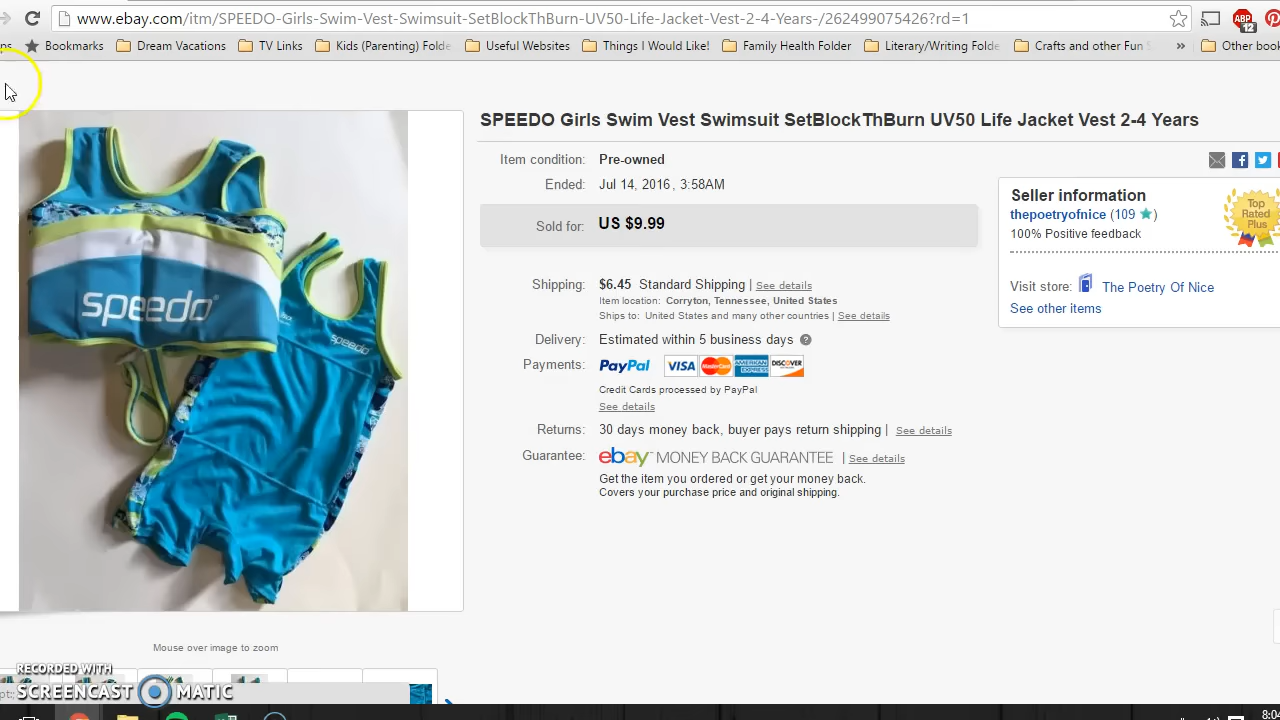 www.ebay.com/itm/SPEEDO-Girls-Swim-Vest-Swimsuit-SetBlockThBurn-UV50-Life-Jacket-Vest-2-4-Years-/262499075426?rd=1
ABP
12
Bookmarks Dream Vacations TV Links Kids (Parenting) Folde Useful Websites Things I Would Like! Family Health Folder Literary/Writing Folde Crafts and other Fun » Other book
SPEEDO Girls Swim Vest Swimsuit SetBlockThBurn UV50 Life Jacket Vest 2-4 Years
Item condition: Pre-owned
Ended: Jul 14, 2016 , 3:58AM
Sold for: US $9.99
Shipping: $6.45 Standard Shipping | See details
Item location: Corryton, Tennessee, United States
Ships to: United States and many other countries | See details
Delivery: Estimated within 5 business days
Payments: PayPal VISA MasterCard AMERICAN EXPRESS DISCOVER
Credit Cards processed by PayPal
See details
Returns: 30 days money back, buyer pays return shipping | See details
Guarantee: ebay MONEY BACK GUARANTEE | See details
Get the item you ordered or get your money back.
Covers your purchase price and original shipping.
Seller information
thepoetryofnice (109 ★)
100% Positive feedback
Top
Rated
Plus
Visit store: The Poetry Of Nice
See other items
speedo
speedo
Mouse over image to zoom
RECORDED WITH
SCREENCAST MATIC
8:04